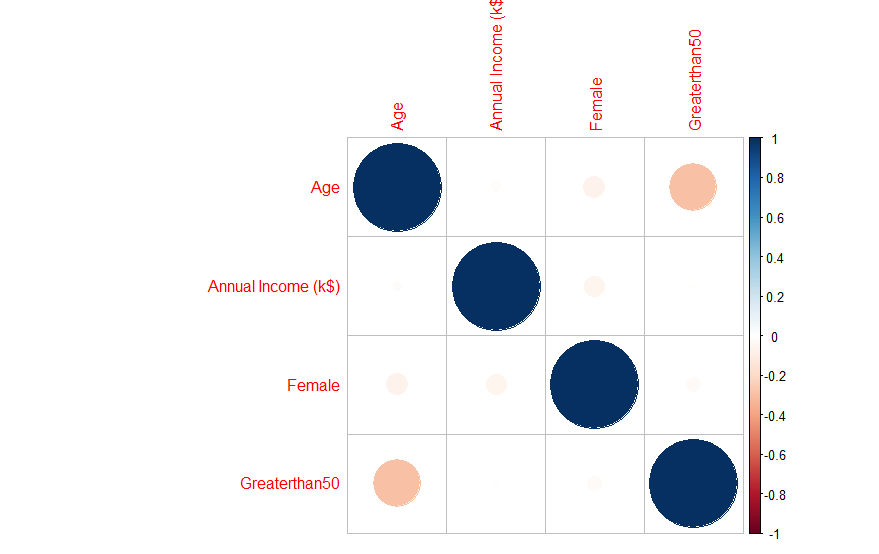 Age
Annual Income (k$
Female
Greaterthan50
Age
Annual Income (k$)
Female
Greaterthan50
1
0.8
0.6
0.4
0.2
0
-0.2
-0.4
-0.6
-0.8
-1